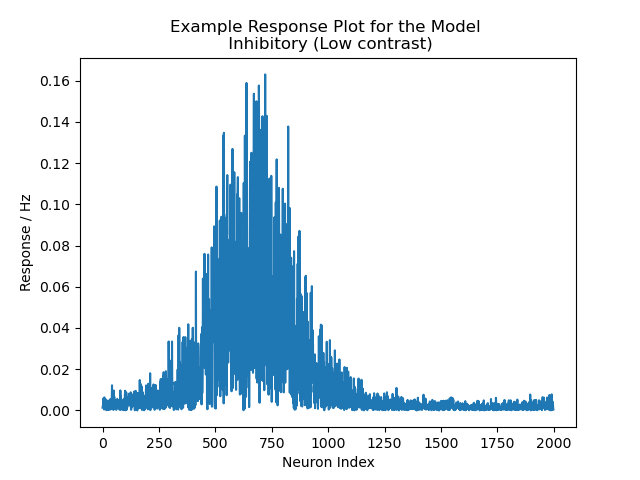 Example Response Plot for the Model
Inhibitory (Low contrast)
0.16
0.14
0.12
0.10
0.08
0.06
0.04
0.02
0.00
Response / Hz
0 250 500 750 1000 1250 1500 1750 2000
Neuron Index